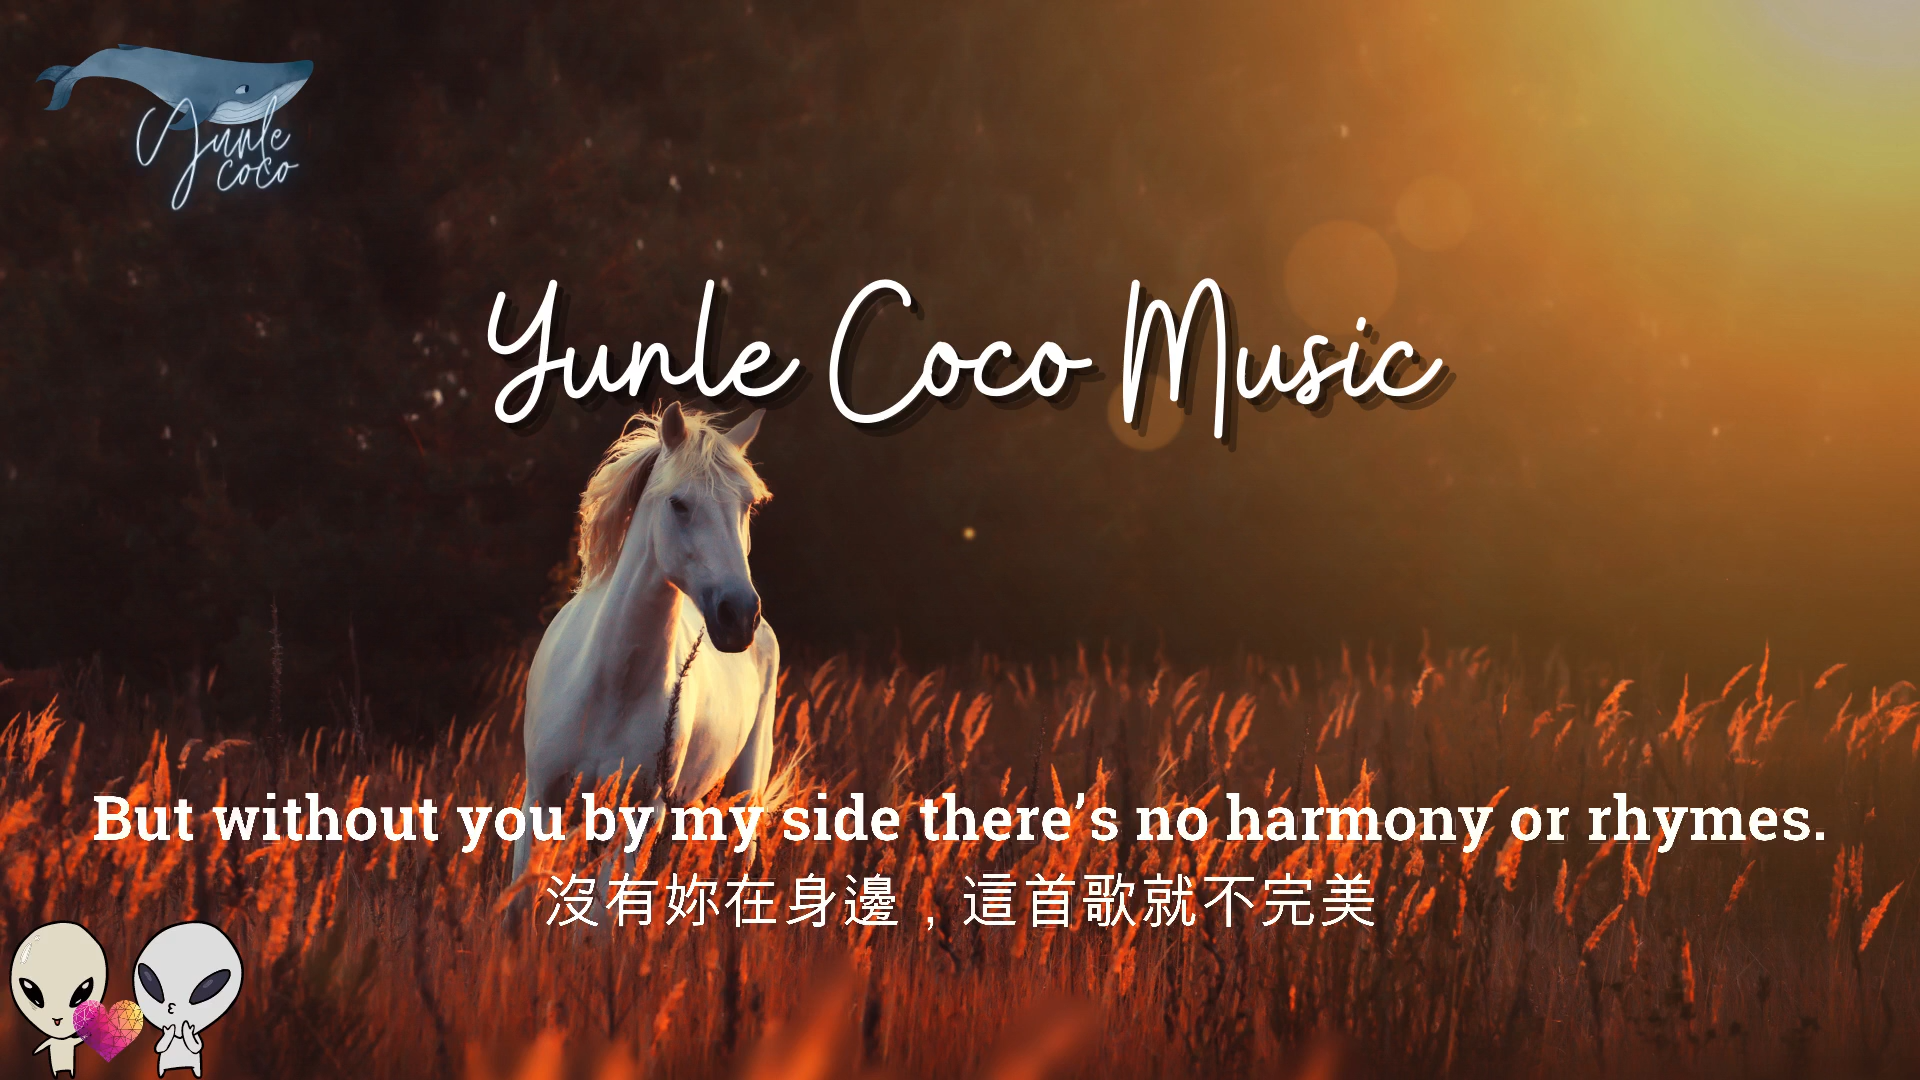 Yunle
coco
Yunle Coco Music
But without you by my side there’s no harmony or rhymes.
沒有妳在身邊，這首歌就不完美